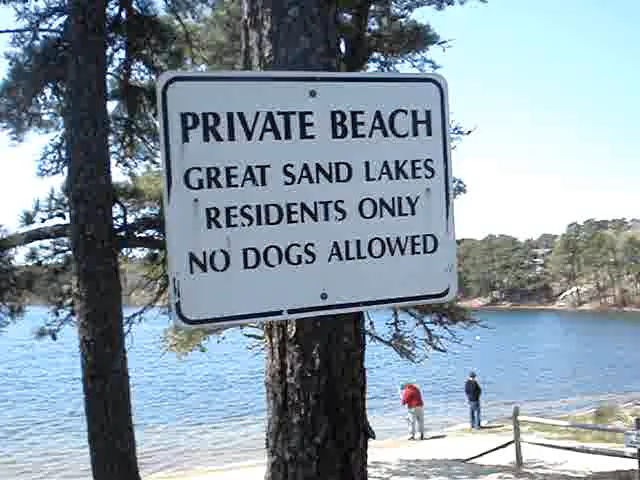 PRIVATE BEACH
GREAT SAND LAKES
RESIDENTS ONLY
NO DOGS ALLOWED